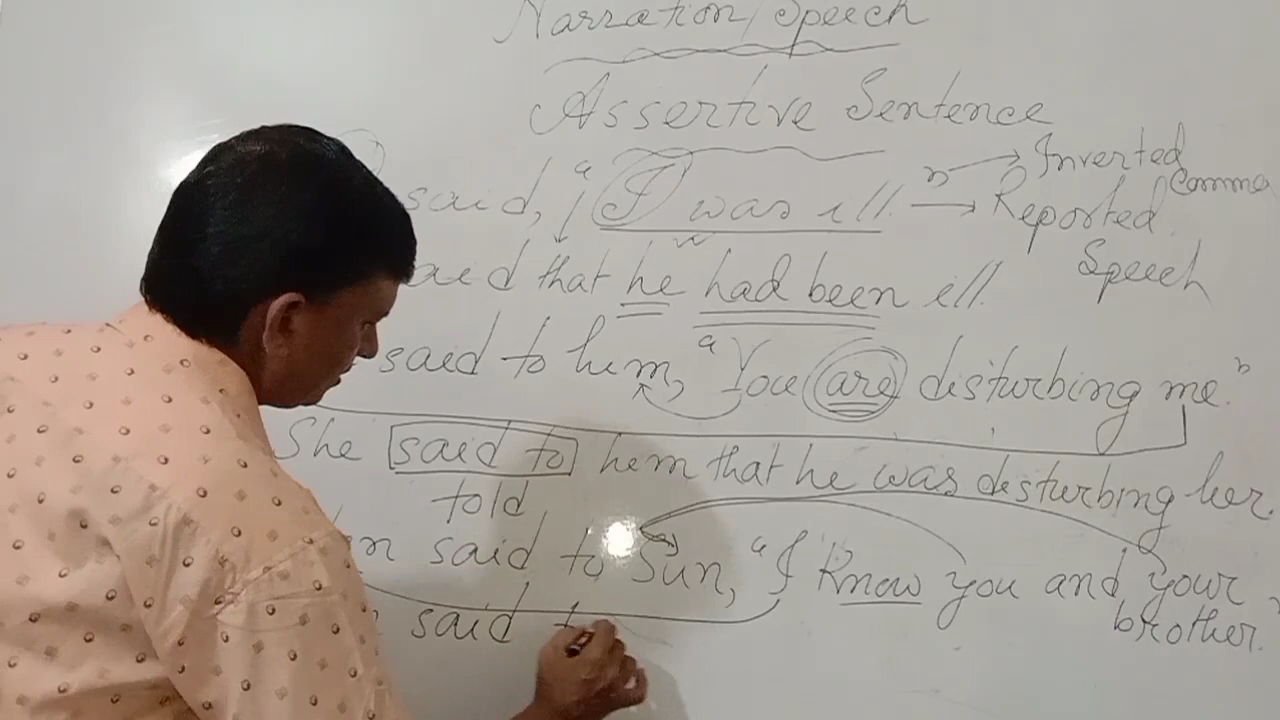 Narration/Speech
Assertive Sentence
said, "I was ill" → Inverted Comma
→ Reported Speech
said that he had been ill.
said to him, "You are disturbing me."
She said to him that he was disturbing her.
told
said to Sun, "I know you and your brother."
said t